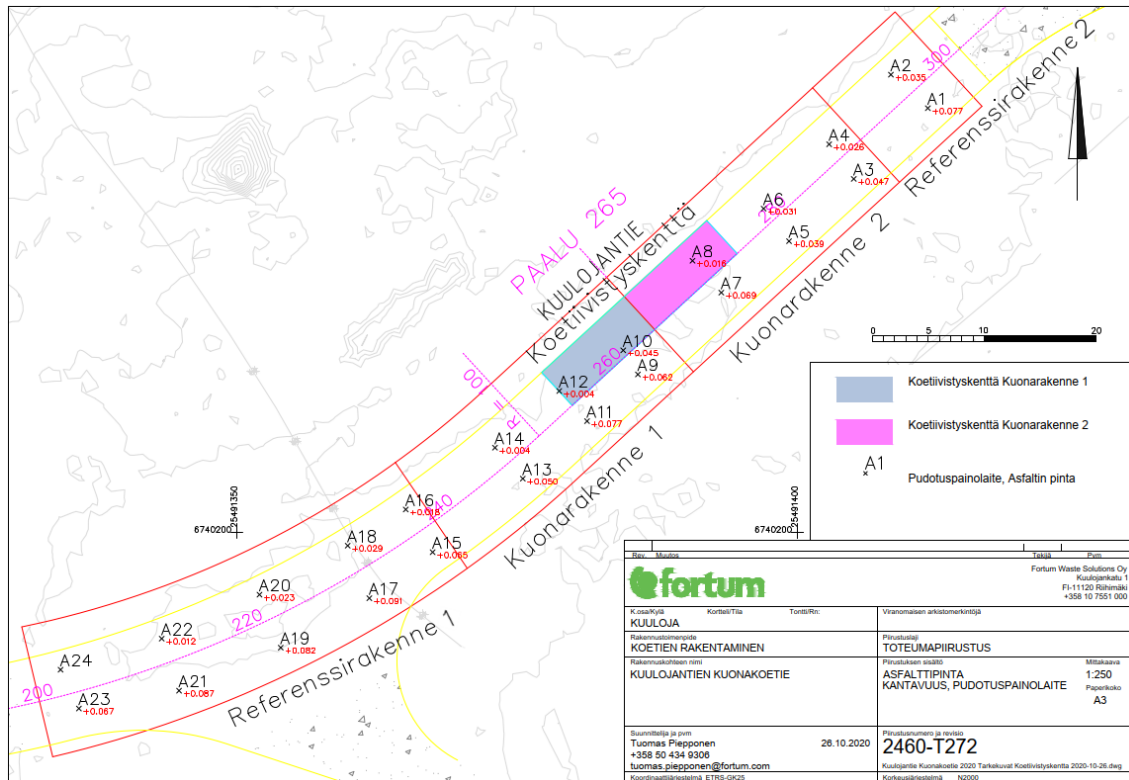 300
A2
+0.035
A1
+0.077
Referenssirakenne 2
A4
+0.026
A3
+0.047
A6
+0.031
280
A5
+0.039
Kuonarakenne 2
PAALU 265
KUULOJANTIE
Koetiivistyskenttä
A8
+0.016
A7
+0.069
A10
+0.045
260
A9
+0.062
A12
+0.004
A11
+0.077
R = 100
A14
+0.004
A13
+0.050
Kuonarakenne 1
A16
+0.018
240
A15
A18
+0.029
A17
+0.091
A20
+0.023
220
A19
+0.082
A22
+0.012
A21
+0.087
Referenssirakenne 1
A24
200
A23
+0.067
6740200
25491350
6740200
25491400
0 5 10 20
Koetiivistyskenttä Kuonarakenne 1
Koetiivistyskenttä Kuonarakenne 2
A1
Pudotuspainolaite, Asfaltin pinta
Rev. Muutos Tekijä Pvm
fortum
Fortum Waste Solutions Oy
Kuulojankatu 1
FI-11120 Riihimäki
+358 10 7551 000
K.osa/Kylä Kortteli/Tila Tontti/Rn: Viranomaisen arkistomerkintöjä
KUULOJA
Rakennustoimenpide Piirustuslaji
KOETIEN RAKENTAMINEN TOTEUMAPIIRUSTUS
Rakennuskohteen nimi Piirustuksen sisältö Mittakaava
KUULOJANTIEN KUONAKOETIE ASFALTTIPINTA 1:250
KANTAVUUS, PUDOTUSPAINOLAITE Paperikoko
A3
Suunnittelija ja pvm Piirustusnumero ja revisio
Tuomas Piepponen 26.10.2020
+358 50 434 9306
2460-T272
tuomas.piepponen@fortum.com
Kuulojantie Kuonakoetie 2020 Tarkekuvat Koetiivistyskentta 2020-10-26.dwg
Koordinaattijärjestelmä ETRS-GK25 Korkeusjärjestelmä N2000